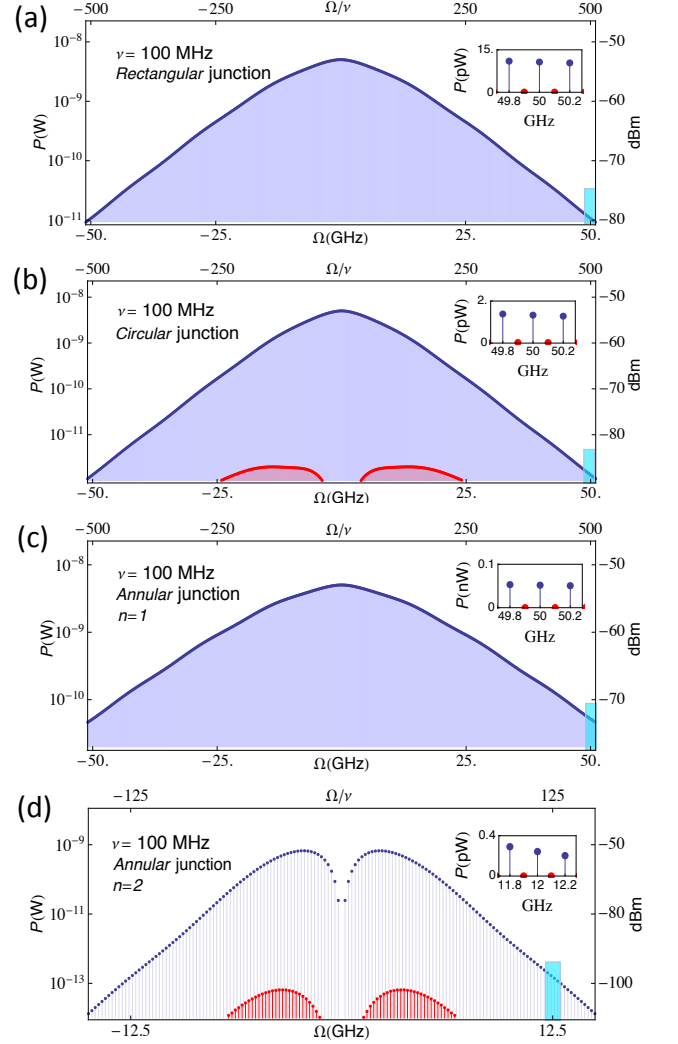 (a)
−500 −250 Ω/ν 250 500
ν = 100 MHz
Rectangular junction
P(W)
10⁻⁸
10⁻⁹
10⁻¹⁰
10⁻¹¹
P(pW)
15.
0
49.8 50 50.2
GHz
−50
−60
−70
−80
dBm
−50. −25. Ω(GHz) 25. 50.
(b)
−500 −250 Ω/ν 250 500
ν = 100 MHz
Circular junction
P(W)
10⁻⁸
10⁻⁹
10⁻¹⁰
10⁻¹¹
P(pW)
2.
0
49.8 50 50.2
GHz
−50
−60
−70
−80
dBm
−50. −25. Ω(GHz) 25. 50.
(c)
−500 −250 Ω/ν 250 500
ν = 100 MHz
Annular junction
n=1
P(W)
10⁻⁸
10⁻⁹
10⁻¹⁰
P(nW)
0.1
0
49.8 50 50.2
GHz
−50
−60
−70
dBm
−50. −25. Ω(GHz) 25. 50.
(d)
−125 Ω/ν 125
ν = 100 MHz
Annular junction
n=2
P(W)
10⁻⁹
10⁻¹¹
10⁻¹³
P(pW)
0.4
0
11.8 12 12.2
GHz
−50
−80
−100
dBm
−12.5 Ω(GHz) 12.5